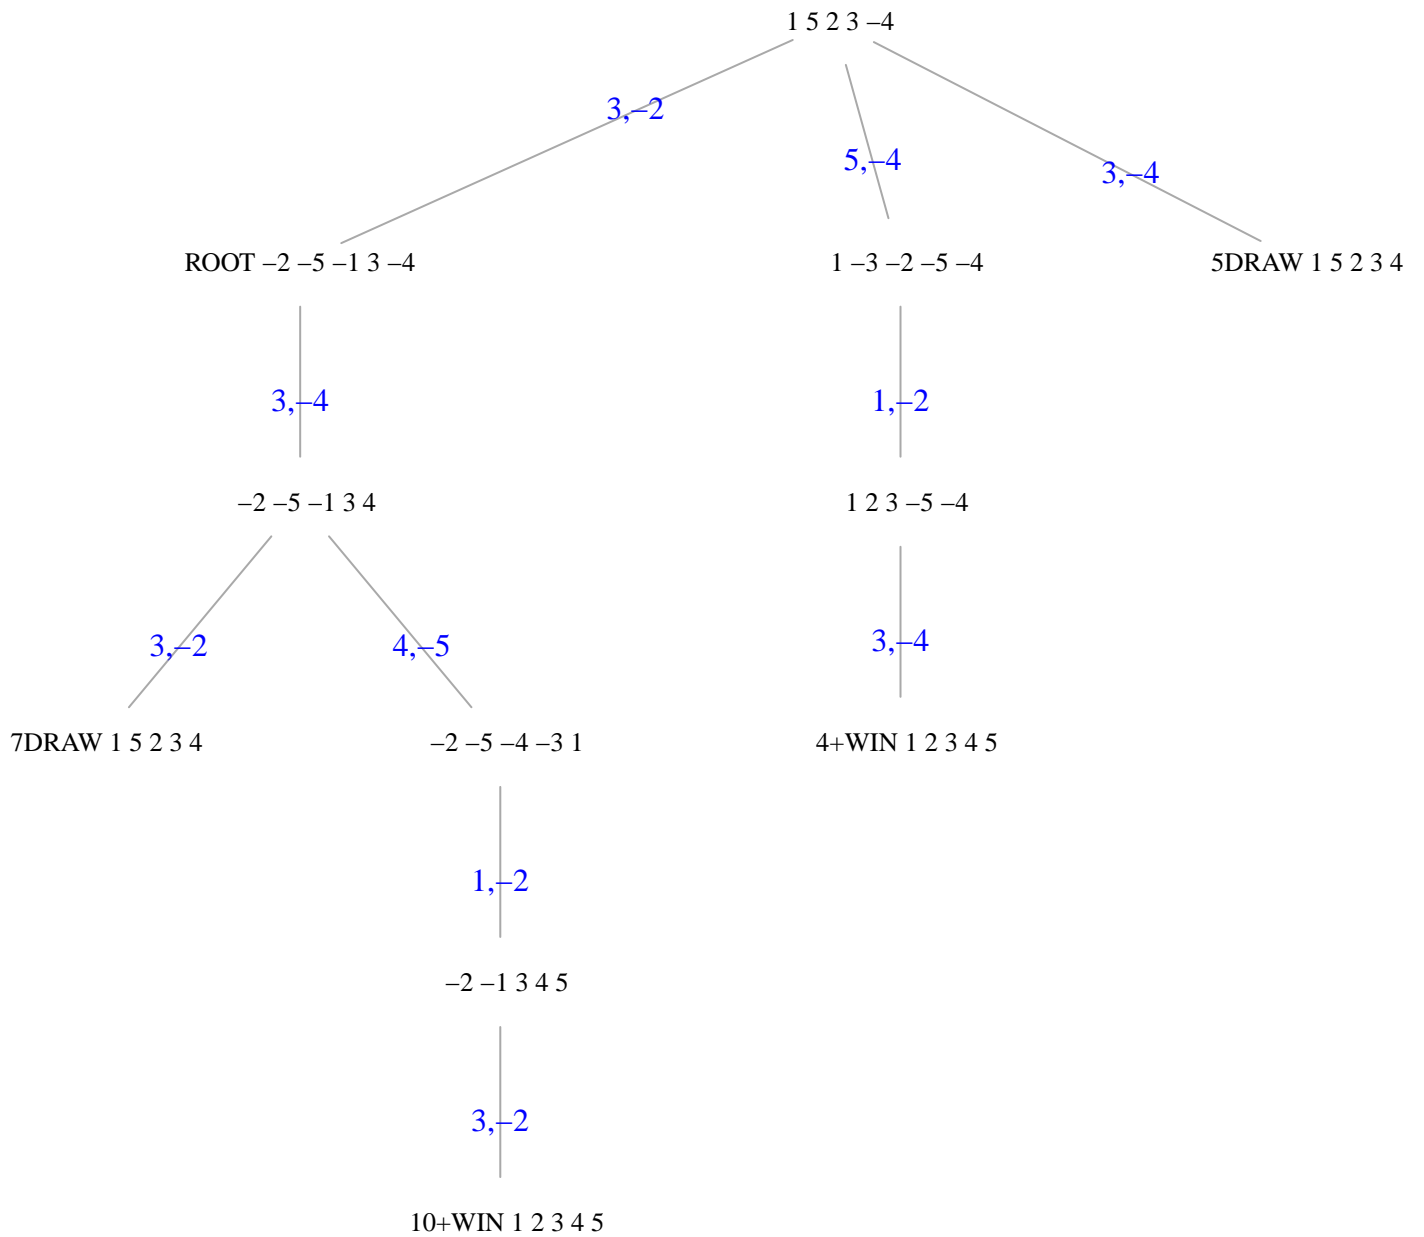 1 5 2 3 –4
3,–2
5,–4
3,–4
ROOT –2 –5 –1 3 –4
1 –3 –2 –5 –4
5DRAW 1 5 2 3 4
3,–4
1,–2
–2 –5 –1 3 4
1 2 3 –5 –4
3,–2
4,–5
3,–4
7DRAW 1 5 2 3 4
–2 –5 –4 –3 1
4+WIN 1 2 3 4 5
1,–2
–2 –1 3 4 5
3,–2
10+WIN 1 2 3 4 5